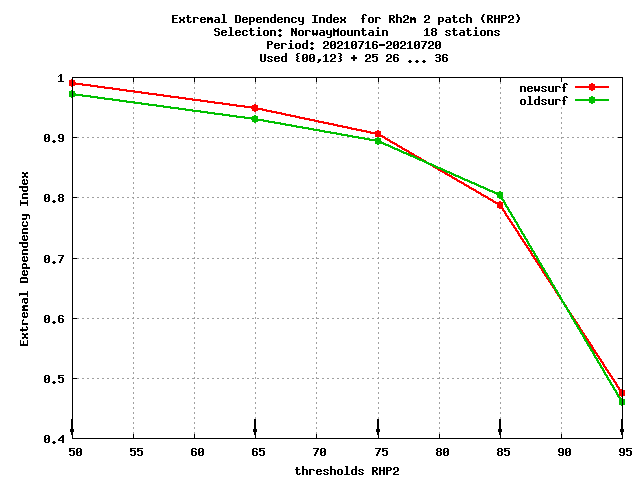 Extremal Dependency Index  for Rh2m 2 patch (RHP2)
Selection: NorwayMountain     18 stations
Period: 20210716-20210720
Used {00,12} + 25 26 ... 36
newsurf
oldsurf
1
0.9
0.8
0.7
0.6
0.5
0.4
Extremal Dependency Index
50 55 60 65 70 75 80 85 90 95
thresholds RHP2